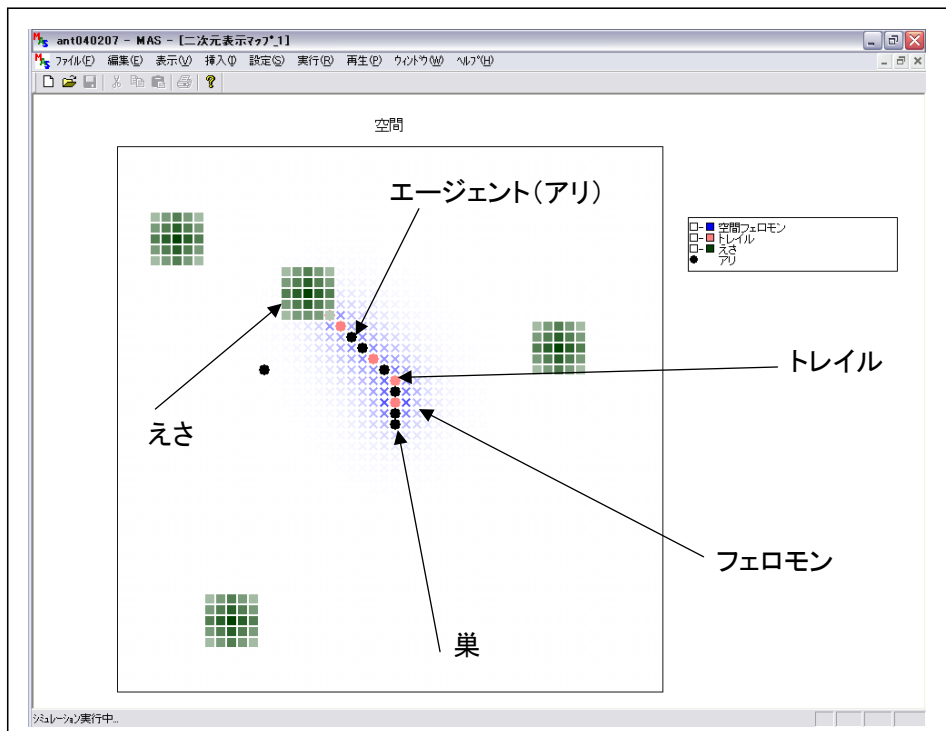 ant040207 - MAS - [二次元表示ﾏｯﾌﾟ_1]
ﾌｧｲﾙ(F) 編集(E) 表示(V) 挿入(I) 設定(S) 実行(R) 再生(P) ｳｨﾝﾄﾞｳ(W) ﾍﾙﾌﾟ(H)
空間
エージェント(アリ)
□-■ 空間フェロモン
□-■ トレイル
□-■ えさ
● アリ
トレイル
えさ
フェロモン
巣
ｼﾐｭﾚｰｼｮﾝ実行中...